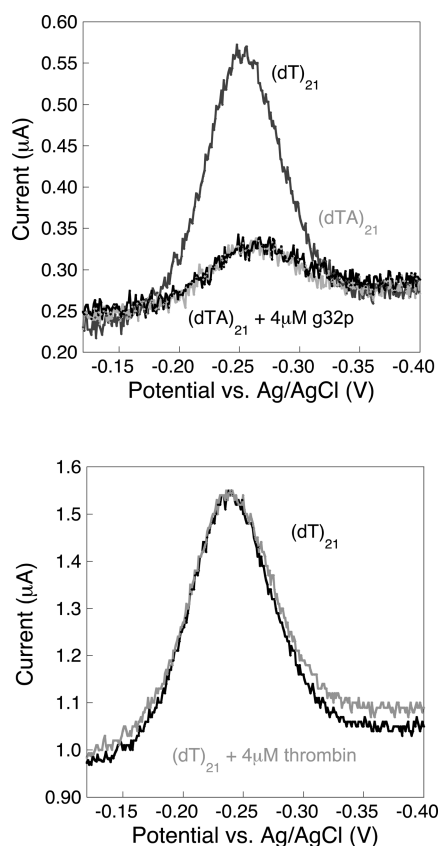 0.60
0.55
0.50
0.45
0.40
0.35
0.30
0.25
0.20
Current (μA)
(dT)21
(dTA)21
(dTA)21 + 4μM g32p
-0.15 -0.20 -0.25 -0.30 -0.35 -0.40
Potential vs. Ag/AgCl (V)
1.6
1.5
1.4
1.3
1.2
1.1
1.0
0.90
Current (μA)
(dT)21
(dT)21 + 4μM thrombin
-0.15 -0.20 -0.25 -0.30 -0.35 -0.40
Potential vs. Ag/AgCl (V)